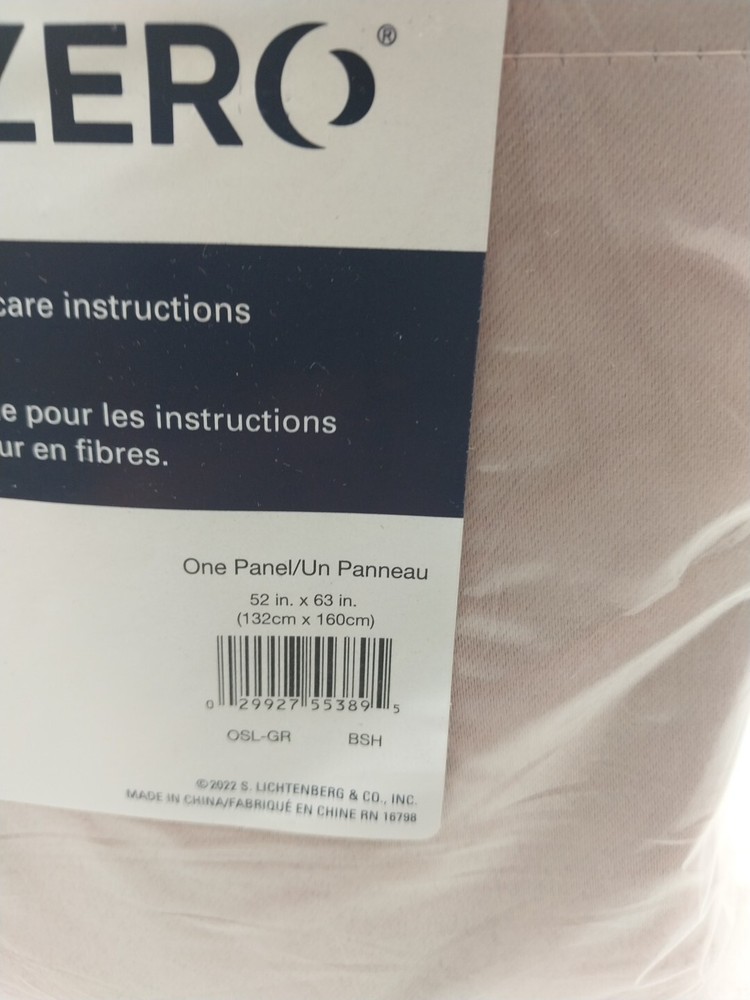 ZERO®
care instructions
e pour les instructions
ur en fibres.
One Panel/Un Panneau
52 in. x 63 in.
(132cm x 160cm)
0 29927 55389 5
OSL-GR BSH
©2022 S. LICHTENBERG & CO., INC.
MADE IN CHINA/FABRIQUÉ EN CHINE RN 16798